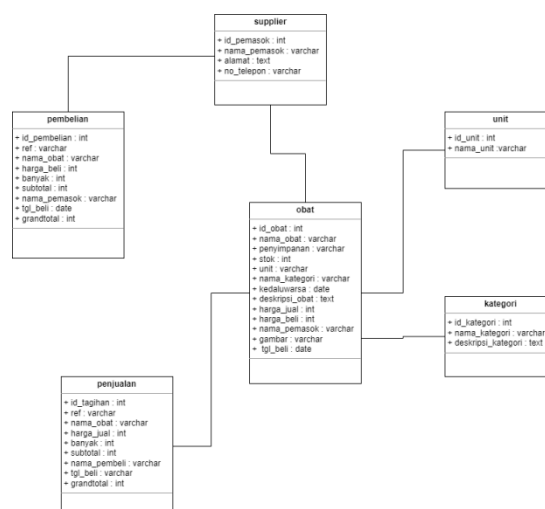 supplier
+ id_pemasok : int
+ nama_pemasok : varchar
+ alamat : text
+ no_telepon : varchar
pembelian
+ id_pembelian : int
+ ref : varchar
+ nama_obat : varchar
+ harga_beli : int
+ banyak : int
+ subtotal : int
+ nama_pemasok : varchar
+ tgl_beli : date
+ grandtotal : int
unit
+ id_unit : int
+ nama_unit :varchar
obat
+ id_obat : int
+ nama_obat : varchar
+ penyimpanan : varchar
+ stok : int
+ unit : varchar
+ nama_kategori : varchar
+ kedaluwarsa : date
+ deskripsi_obat : text
+ harga_jual : int
+ harga_beli : int
+ nama_pemasok : varchar
+ gambar : varchar
+ tgl_beli : date
kategori
+ id_kategori : int
+ nama_kategori : varchar
+ deskripsi_kategori : text
penjualan
+ id_tagihan : int
+ ref : varchar
+ nama_obat : varchar
+ harga_jual : int
+ banyak : int
+ subtotal : int
+ nama_pembeli : varchar
+ tgl_beli : varchar
+ grandtotal : int